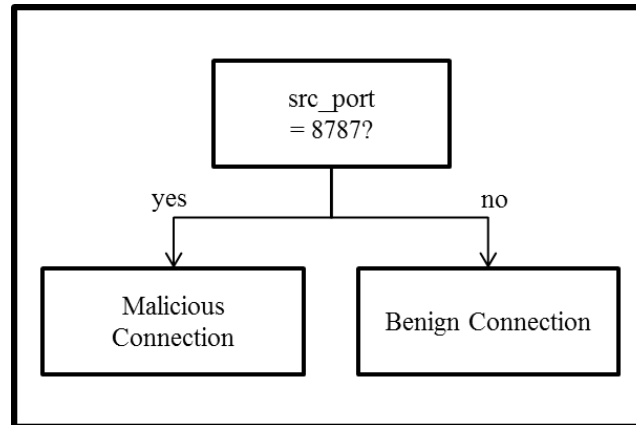 src_port
= 8787?
yes
no
Malicious
Connection
Benign Connection